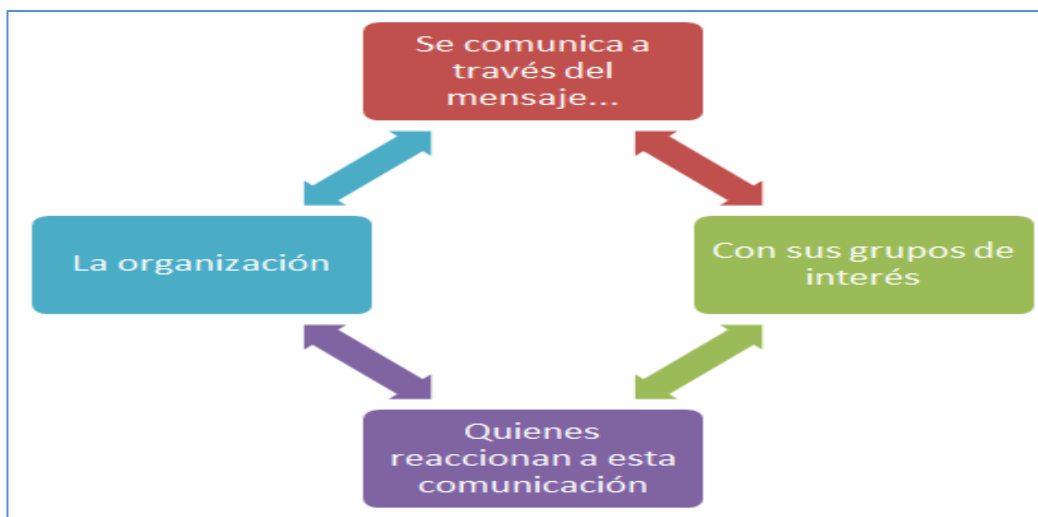 Se comunica a
través del
mensaje...
La organización
Con sus grupos de
interés
Quienes
reaccionan a esta
comunicación